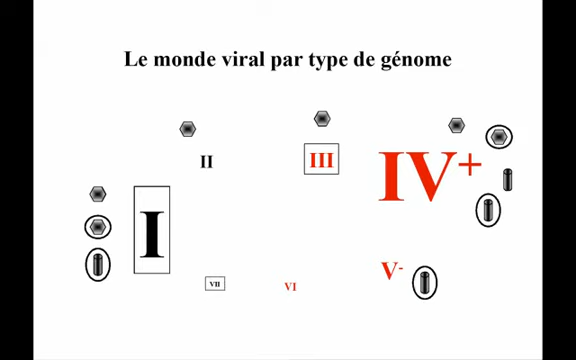 Le monde viral par type de génome
II
III
IV+
I
V-
VII
VI